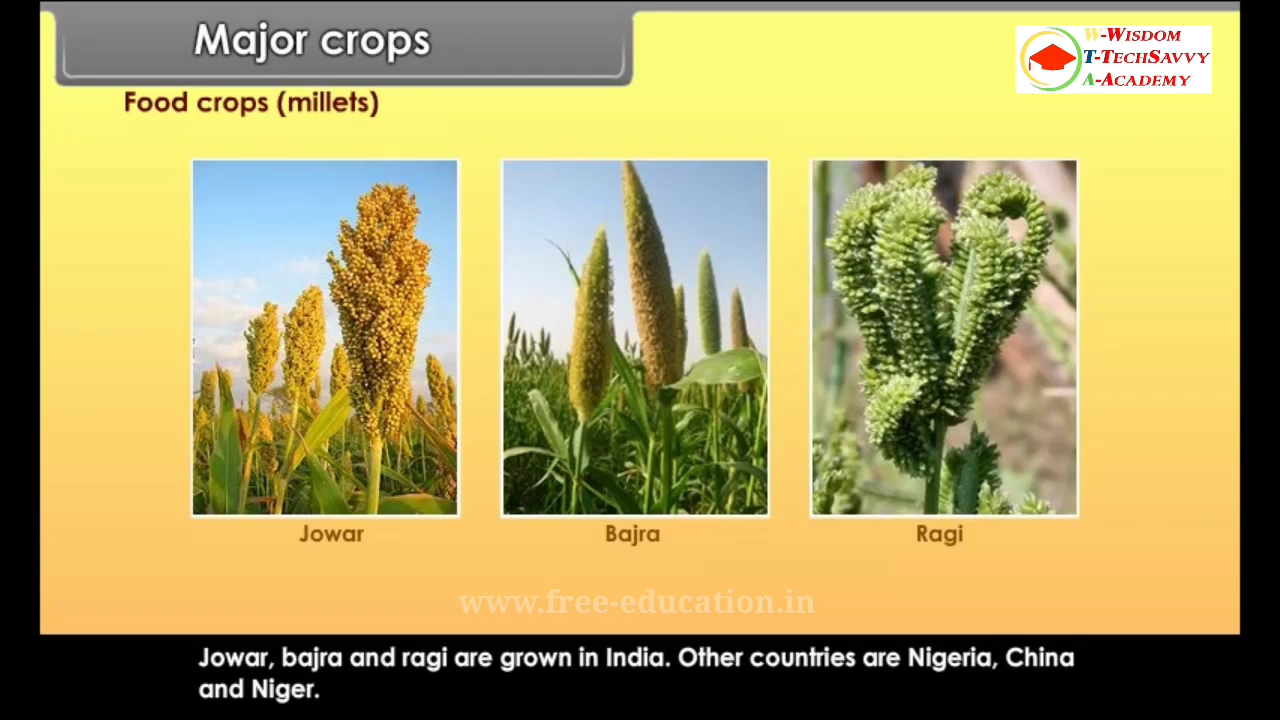 Major crops
W-WISDOM
T-TECHSAVVY
A-ACADEMY
Food crops (millets)
Jowar
Bajra
Ragi
www.free-education.in
Jowar, bajra and ragi are grown in India. Other countries are Nigeria, China
and Niger.